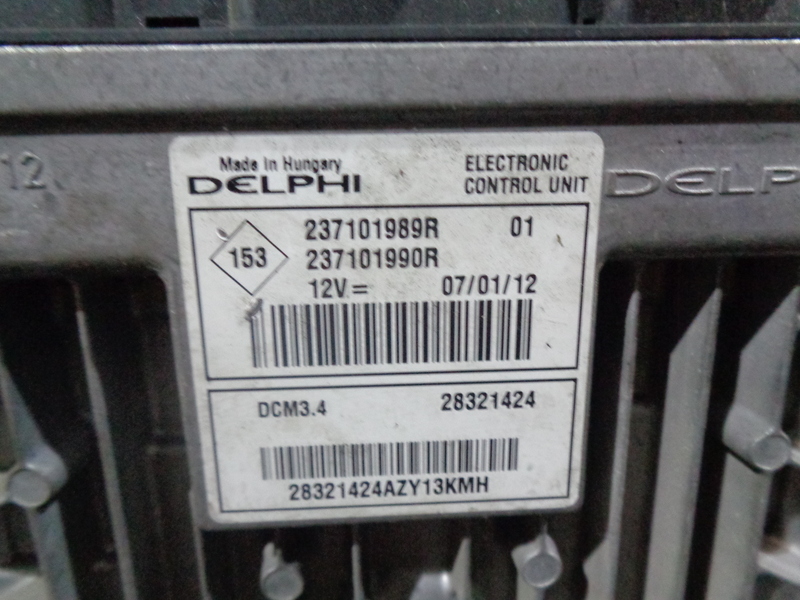 12
Made in Hungary
DELPHI
ELECTRONIC
CONTROL UNIT
DELP
153
237101989R 01
237101990R
12V= 07/01/12
DCM3.4 28321424
28321424AZY13KMH